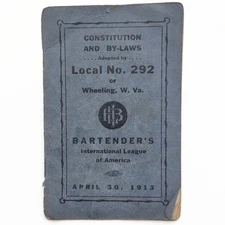 CONSTITUTION
AND BY-LAWS
.... Adopted by ....
Local No. 292
OF
Wheeling, W. Va.
BARTENDER'S
International League
of America
APRIL 30, 1913